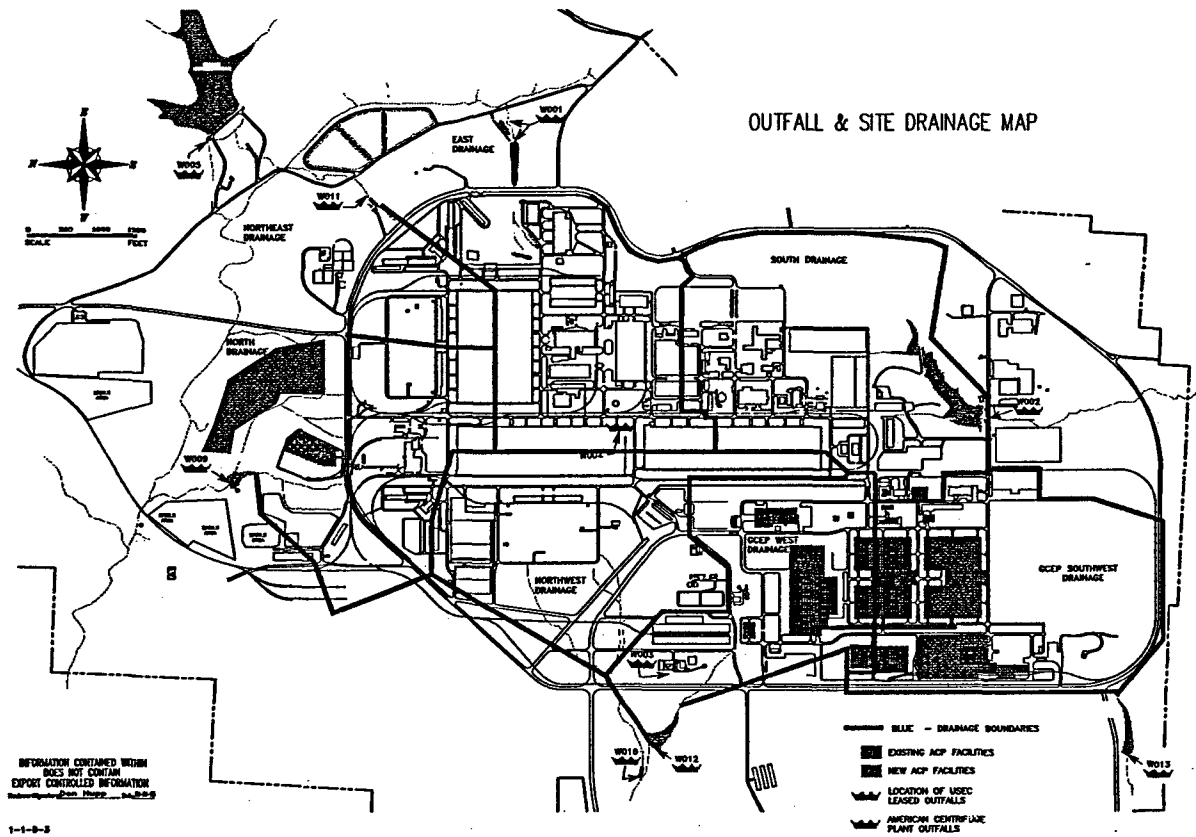 OUTFALL & SITE DRAINAGE MAP
W001
EAST
DRAINAGE
W005
W011
SCALE
FEET
NORTHEAST
DRAINAGE
SOUTH DRAINAGE
NORTH
DRAINAGE
W002
W004
W009
GCEP WEST
DRAINAGE
NORTHWEST
DRAINAGE
GCEP SOUTHWEST
DRAINAGE
W003
W010
W012
W013
BLUE - DRAINAGE BOUNDARIES
EXISTING ACP FACILITIES
NEW ACP FACILITIES
LOCATION OF USEC
LEASED OUTFALLS
AMERICAN CENTRIFUGE
PLANT OUTFALLS
INFORMATION CONTAINED WITHIN
DOES NOT CONTAIN
EXPORT CONTROLLED INFORMATION
Don Hupp